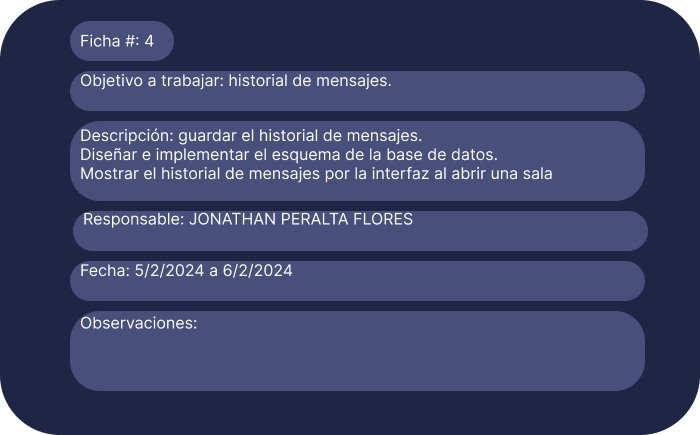 Ficha #: 4
Objetivo a trabajar: historial de mensajes.
Descripción: guardar el historial de mensajes.
Diseñar e implementar el esquema de la base de datos.
Mostrar el historial de mensajes por la interfaz al abrir una sala
Responsable: JONATHAN PERALTA FLORES
Fecha: 5/2/2024 a 6/2/2024
Observaciones: